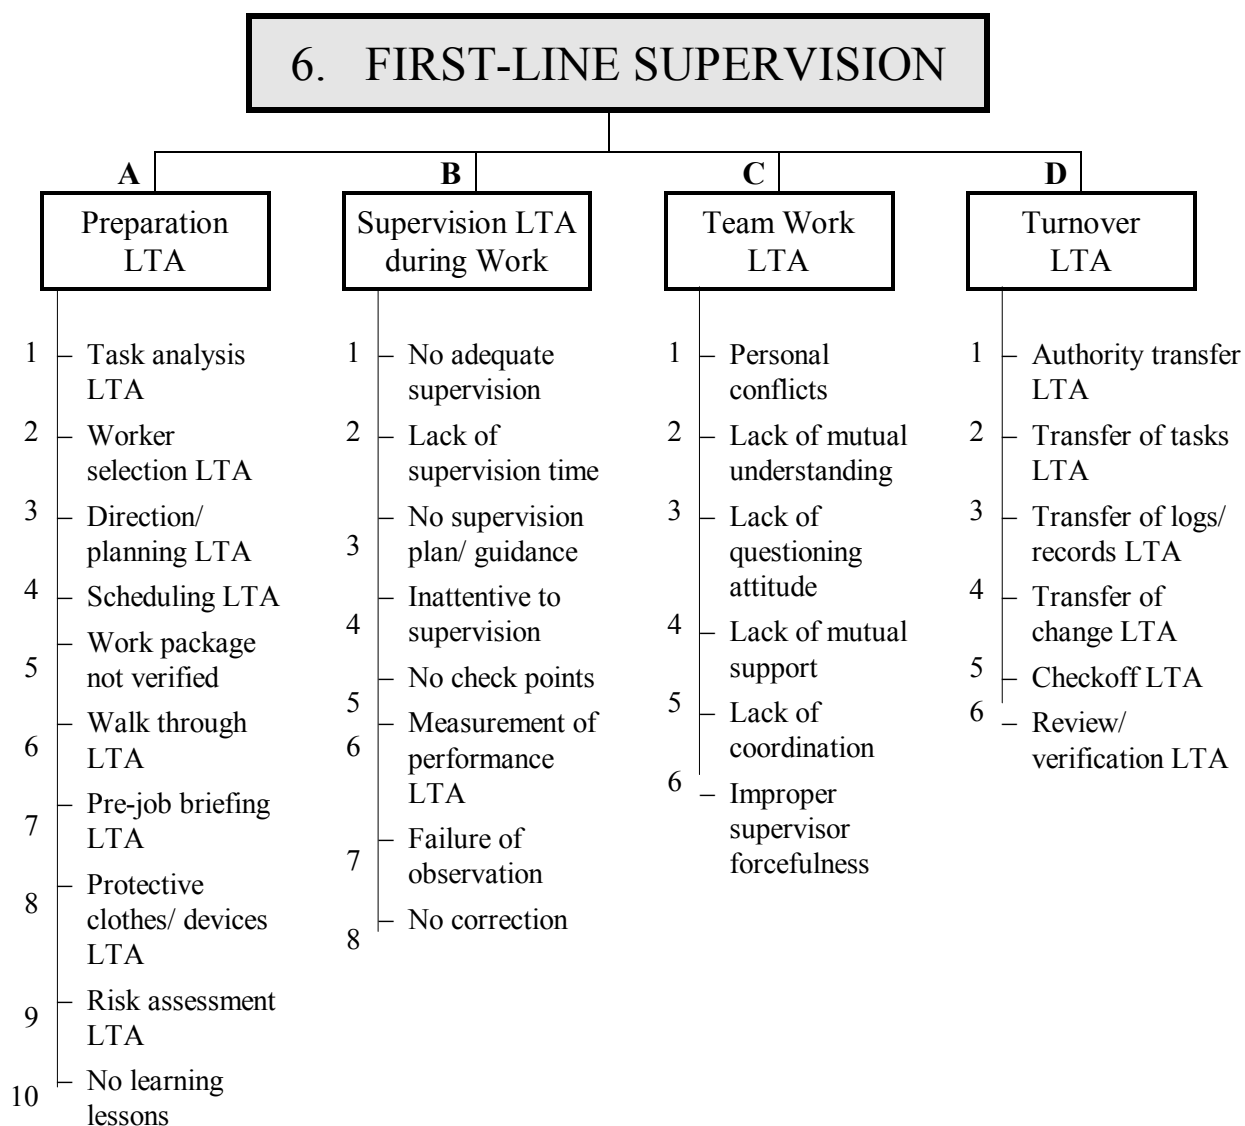 6. FIRST-LINE SUPERVISION
A
Preparation
LTA
1 – Task analysis
LTA
2 – Worker
selection LTA
3 – Direction/
planning LTA
4 – Scheduling LTA
5 – Work package
not verified
6 – Walk through
LTA
7 – Pre-job briefing
LTA
8 – Protective
clothes/ devices
LTA
9 – Risk assessment
LTA
10 – No learning
lessons
B
Supervision LTA
during Work
1 – No adequate
supervision
2 – Lack of
supervision time
3 – No supervision
plan/ guidance
4 – Inattentive to
supervision
5 – No check points
6 – Measurement of
performance
LTA
7 – Failure of
observation
8 – No correction
C
Team Work
LTA
1 – Personal
conflicts
2 – Lack of mutual
understanding
3 – Lack of
questioning
attitude
4 – Lack of mutual
support
5 – Lack of
coordination
6 – Improper
supervisor
forcefulness
D
Turnover
LTA
1 – Authority transfer
LTA
2 – Transfer of tasks
LTA
3 – Transfer of logs/
records LTA
4 – Transfer of
change LTA
5 – Checkoff LTA
6 – Review/
verification LTA